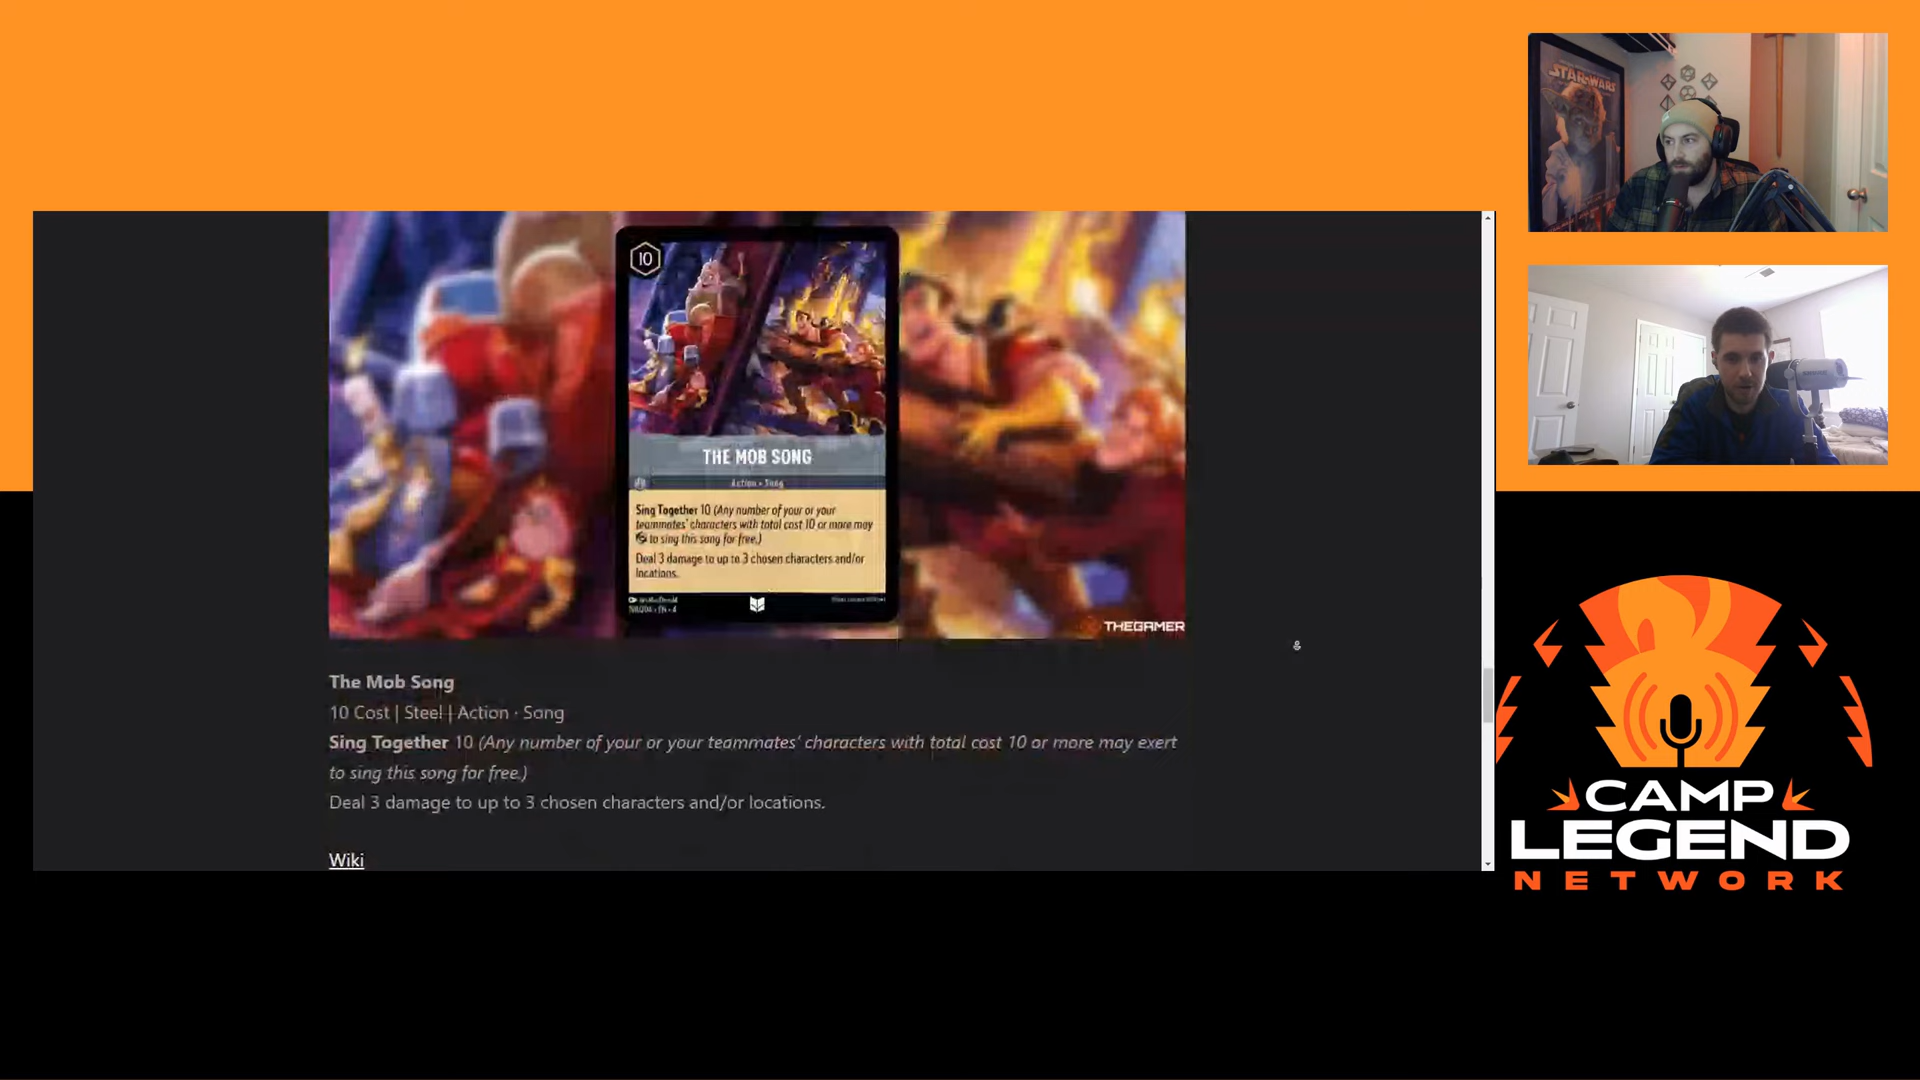 STAR WARS
10
THE MOB SONG
Action • Song
Sing Together 10 (Any number of your or your
teammates' characters with total cost 10 or more may
to sing this song for free.)
Deal 3 damage to up to 3 chosen characters and/or
locations.
THEGAMER
The Mob Song
10 Cost | Steel | Action · Song
Sing Together 10 (Any number of your or your teammates' characters with total cost 10 or more may exert
to sing this song for free.)
Deal 3 damage to up to 3 chosen characters and/or locations.
Wiki
CAMP
LEGEND
NETWORK